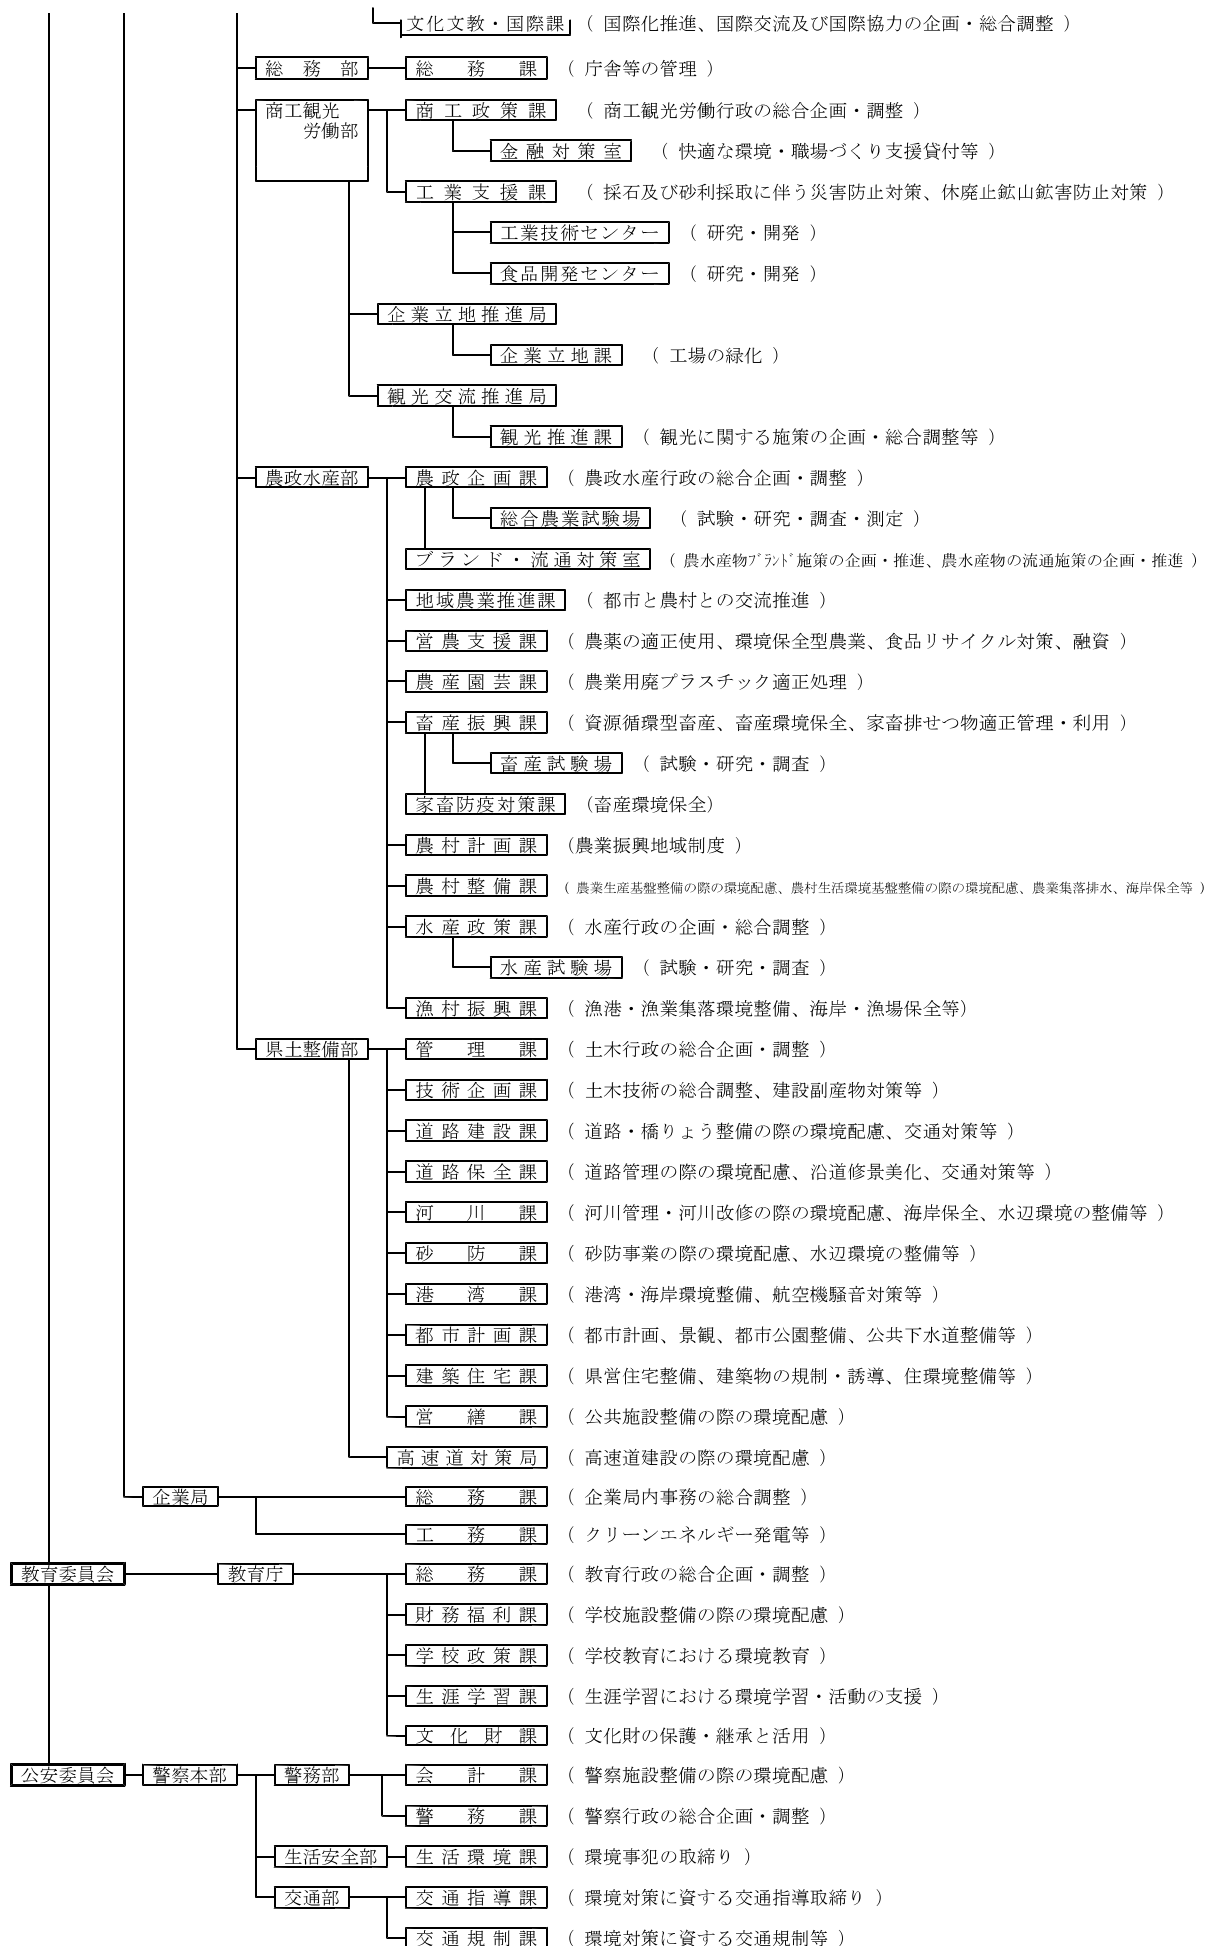 文化文教・国際課 （ 国際化推進、国際交流及び国際協力の企画・総合調整 ）
総務部 総務課 （ 庁舎等の管理 ）
商工観光 商工政策課 （ 商工観光労働行政の総合企画・調整 ）
労働部
金融対策室 （ 快適な環境・職場づくり支援貸付等 ）
工業支援課 （ 採石及び砂利採取に伴う災害防止対策、休廃止鉱山鉱害防止対策 ）
工業技術センター （ 研究・開発 ）
食品開発センター （ 研究・開発 ）
企業立地推進局
企業立地課 （ 工場の緑化 ）
観光交流推進局
観光推進課 （ 観光に関する施策の企画・総合調整等 ）
農政水産部 農政企画課 （ 農政水産行政の総合企画・調整 ）
総合農業試験場 （ 試験・研究・調査・測定 ）
ブランド・流通対策室 （ 農水産物ﾌﾞﾗﾝﾄﾞ施策の企画・推進、農水産物の流通施策の企画・推進 ）
地域農業推進課 （ 都市と農村との交流推進 ）
営農支援課 （ 農薬の適正使用、環境保全型農業、食品リサイクル対策、融資 ）
農産園芸課 （ 農業用廃プラスチック適正処理 ）
畜産振興課 （ 資源循環型畜産、畜産環境保全、家畜排せつ物適正管理・利用 ）
畜産試験場 （ 試験・研究・調査 ）
家畜防疫対策課 （畜産環境保全）
農村計画課 （農業振興地域制度 ）
農村整備課 （ 農業生産基盤整備の際の環境配慮、農村生活環境基盤整備の際の環境配慮、農業集落排水、海岸保全等 ）
水産政策課 （ 水産行政の企画・総合調整 ）
水産試験場 （ 試験・研究・調査 ）
漁村振興課 （ 漁港・漁業集落環境整備、海岸・漁場保全等）
県土整備部 管理課 （ 土木行政の総合企画・調整 ）
技術企画課 （ 土木技術の総合調整、建設副産物対策等 ）
道路建設課 （ 道路・橋りょう整備の際の環境配慮、交通対策等 ）
道路保全課 （ 道路管理の際の環境配慮、沿道修景美化、交通対策等 ）
河川課 （ 河川管理・河川改修の際の環境配慮、海岸保全、水辺環境の整備等 ）
砂防課 （ 砂防事業の際の環境配慮、水辺環境の整備等 ）
港湾課 （ 港湾・海岸環境整備、航空機騒音対策等 ）
都市計画課 （ 都市計画、景観、都市公園整備、公共下水道整備等 ）
建築住宅課 （ 県営住宅整備、建築物の規制・誘導、住環境整備等 ）
営繕課 （ 公共施設整備の際の環境配慮 ）
高速道対策局 （ 高速道建設の際の環境配慮 ）
企業局 総務課 （ 企業局内事務の総合調整 ）
工務課 （ クリーンエネルギー発電等 ）
教育委員会 教育庁 総務課 （ 教育行政の総合企画・調整 ）
財務福利課 （ 学校施設整備の際の環境配慮 ）
学校政策課 （ 学校教育における環境教育 ）
生涯学習課 （ 生涯学習における環境学習・活動の支援 ）
文化財課 （ 文化財の保護・継承と活用 ）
公安委員会 警察本部 警務部 会計課 （ 警察施設整備の際の環境配慮 ）
警務課 （ 警察行政の総合企画・調整 ）
生活安全部 生活環境課 （ 環境事犯の取締り ）
交通部 交通指導課 （ 環境対策に資する交通指導取締り ）
交通規制課 （ 環境対策に資する交通規制等 ）